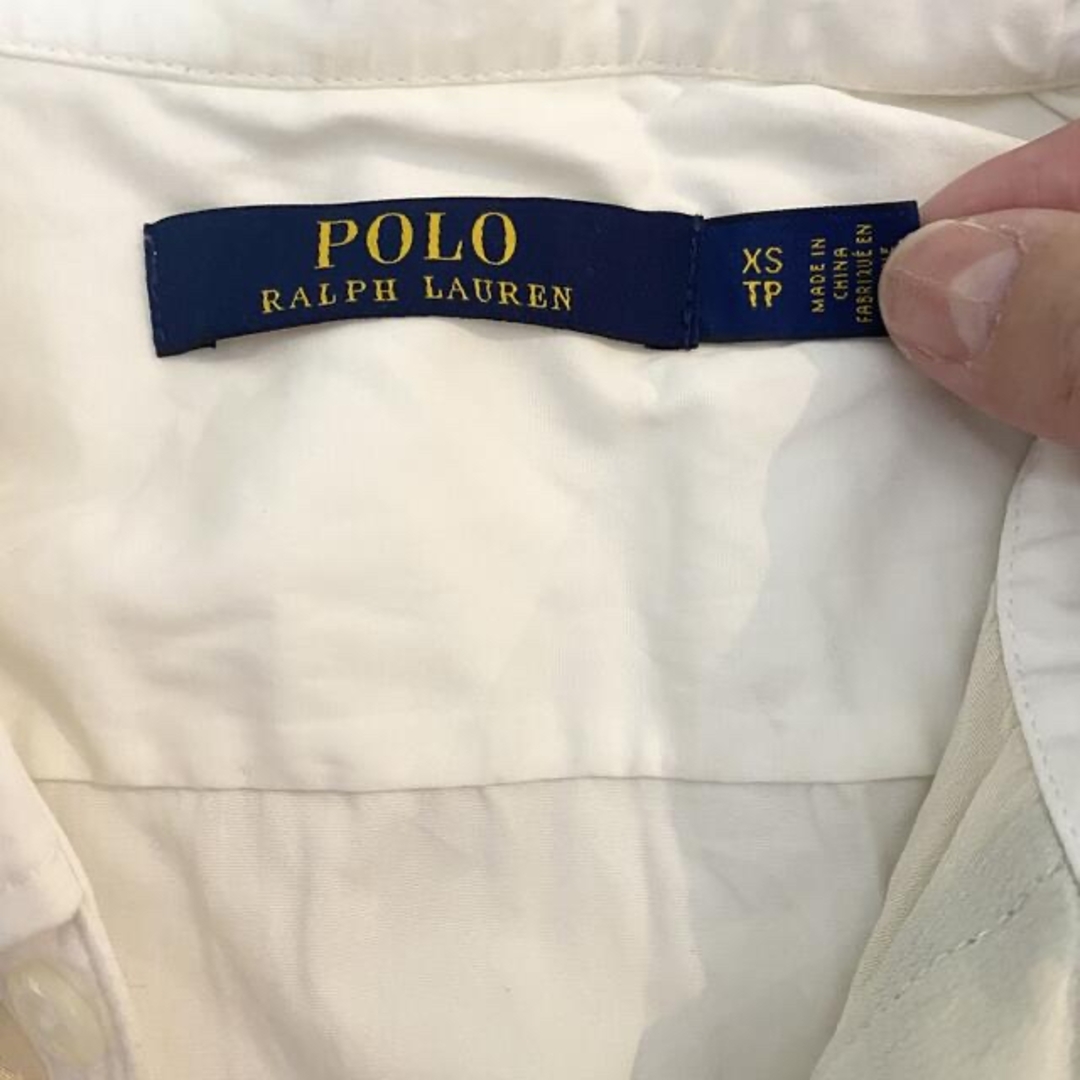 POLO
RALPH LAUREN
XS
TP
MADE IN
CHINA
FABRIQUÉ EN